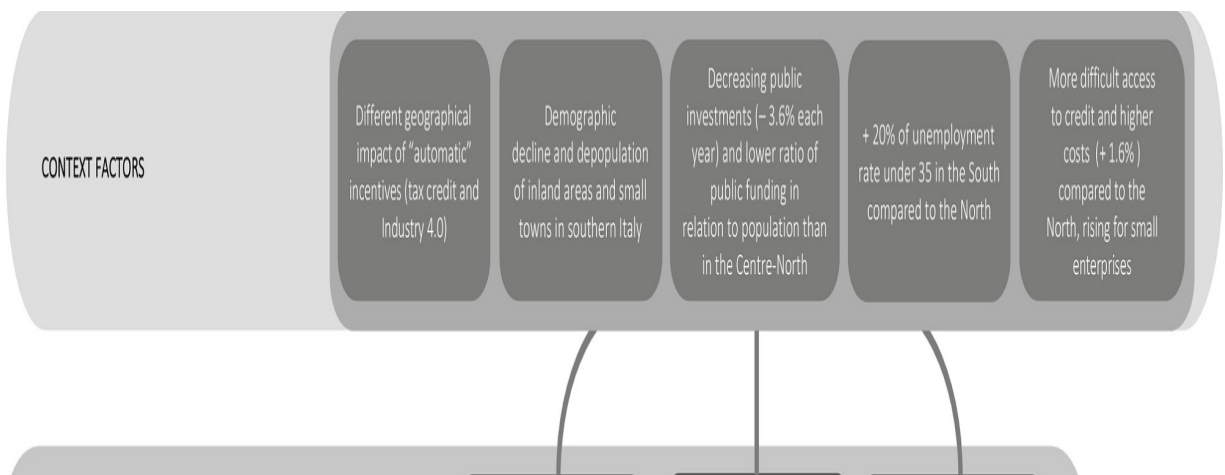 CONTEXT FACTORS
Different geographical
impact of “automatic”
incentives (tax credit and
Industry 4.0)
Demographic
decline and depopulation
of inland areas and small
towns in southern Italy
Decreasing public
investments (– 3.6% each
year) and lower ratio of
public funding in
relation to population than
in the Centre-North
+ 20% of unemployment
rate under 35 in the South
compared to the North
More difficult access
to credit and higher
costs (+ 1.6% )
compared to the
North, rising for small
enterprises